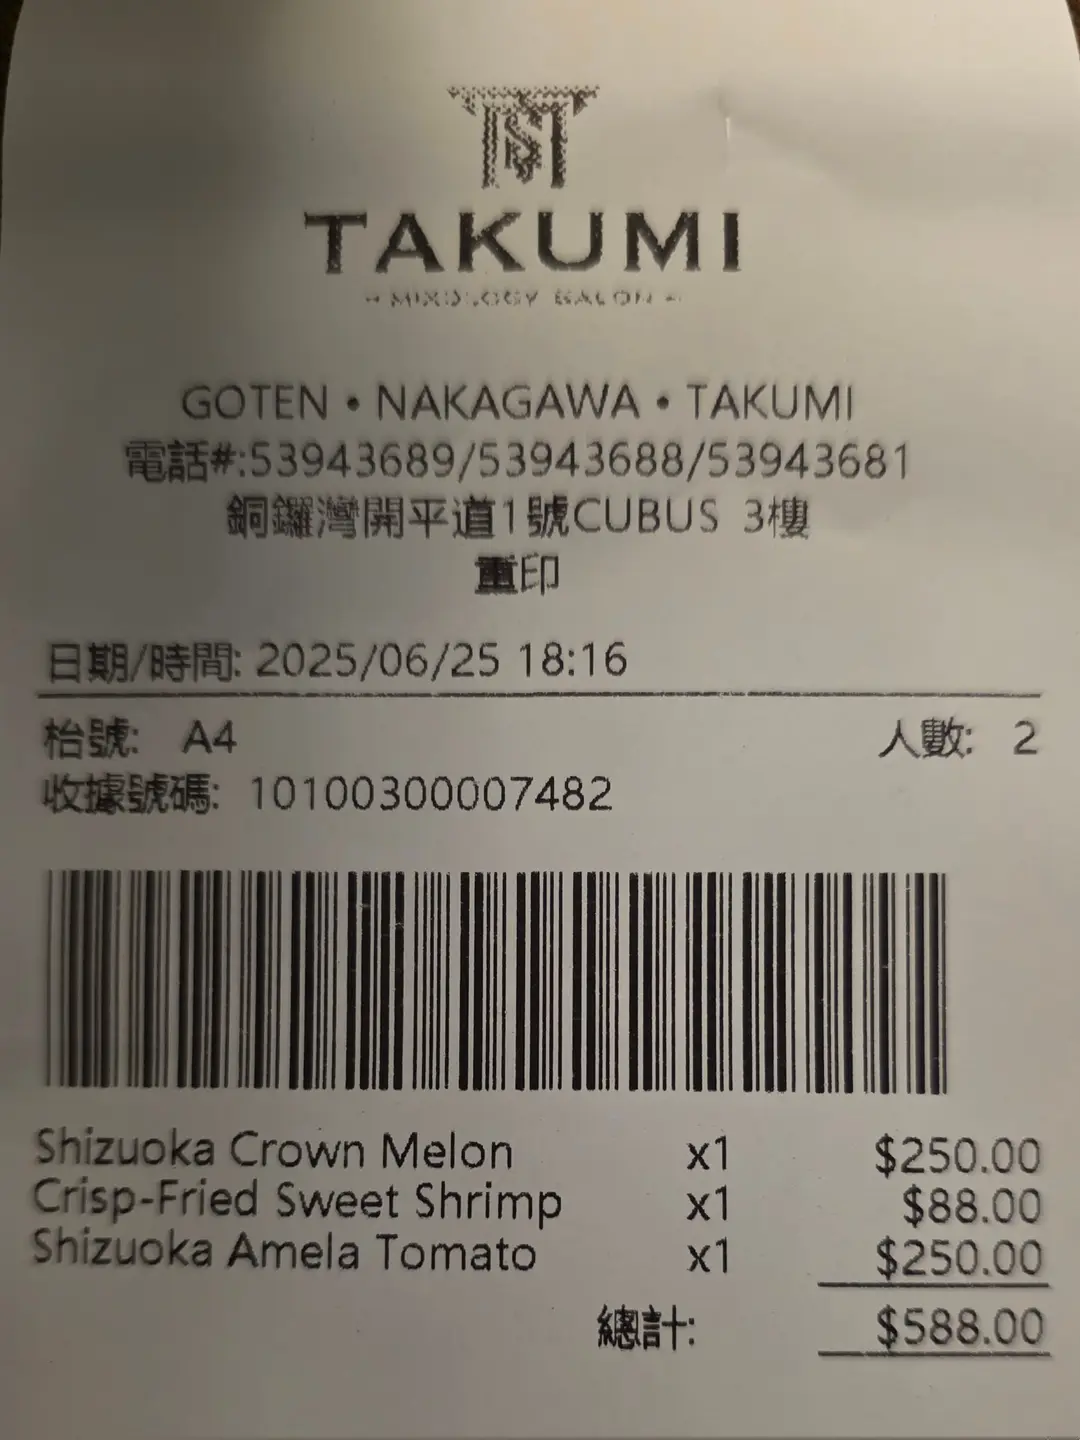 TST
TAKUMI
MIXOLOGY SALON
GOTEN • NAKAGAWA • TAKUMI
電話#:53943689/53943688/53943681
銅鑼灣開平道1號CUBUS 3樓
重印
日期/時間: 2025/06/25 18:16
枱號: A4 人數: 2
收據號碼: 10100300007482
Shizuoka Crown Melon x1 $250.00
Crisp-Fried Sweet Shrimp x1 $88.00
Shizuoka Amela Tomato x1 $250.00
總計: $588.00